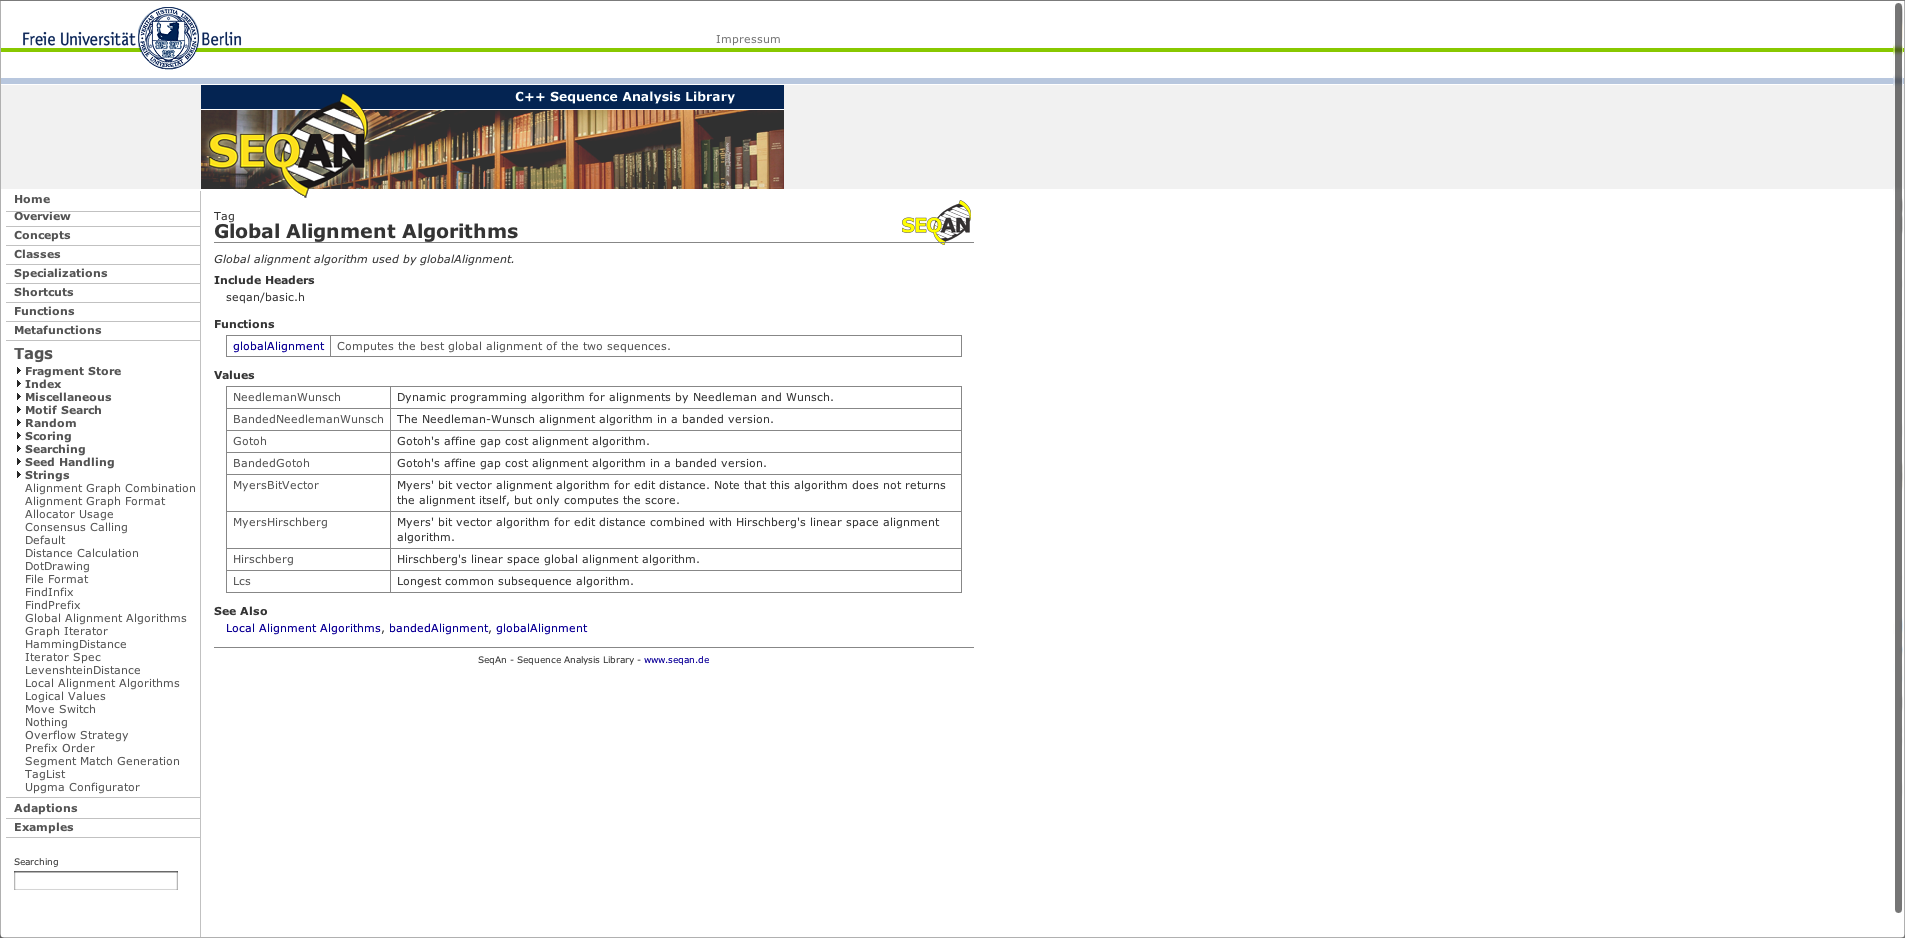 Freie Universität Berlin
Impressum
C++ Sequence Analysis Library
SEQAN
Home
Overview
Concepts
Classes
Specializations
Shortcuts
Functions
Metafunctions
Tags
Fragment Store
Index
Miscellaneous
Motif Search
Random
Scoring
Searching
Seed Handling
Strings
Alignment Graph Combination
Alignment Graph Format
Allocator Usage
Consensus Calling
Default
Distance Calculation
DotDrawing
File Format
FindInfix
FindPrefix
Global Alignment Algorithms
Graph Iterator
HammingDistance
Iterator Spec
LevenshteinDistance
Local Alignment Algorithms
Logical Values
Move Switch
Nothing
Overflow Strategy
Prefix Order
Segment Match Generation
TagList
Upgma Configurator
Adaptions
Examples
Searching
Tag
Global Alignment Algorithms
SEQAN
Global alignment algorithm used by globalAlignment.
Include Headers
seqan/basic.h
Functions
globalAlignment Computes the best global alignment of the two sequences.
Values
NeedlemanWunsch Dynamic programming algorithm for alignments by Needleman and Wunsch.
BandedNeedlemanWunsch The Needleman-Wunsch alignment algorithm in a banded version.
Gotoh Gotoh's affine gap cost alignment algorithm.
BandedGotoh Gotoh's affine gap cost alignment algorithm in a banded version.
MyersBitVector Myers' bit vector alignment algorithm for edit distance. Note that this algorithm does not returns
the alignment itself, but only computes the score.
MyersHirschberg Myers' bit vector algorithm for edit distance combined with Hirschberg's linear space alignment
algorithm.
Hirschberg Hirschberg's linear space global alignment algorithm.
Lcs Longest common subsequence algorithm.
See Also
Local Alignment Algorithms, bandedAlignment, globalAlignment
SeqAn - Sequence Analysis Library - www.seqan.de